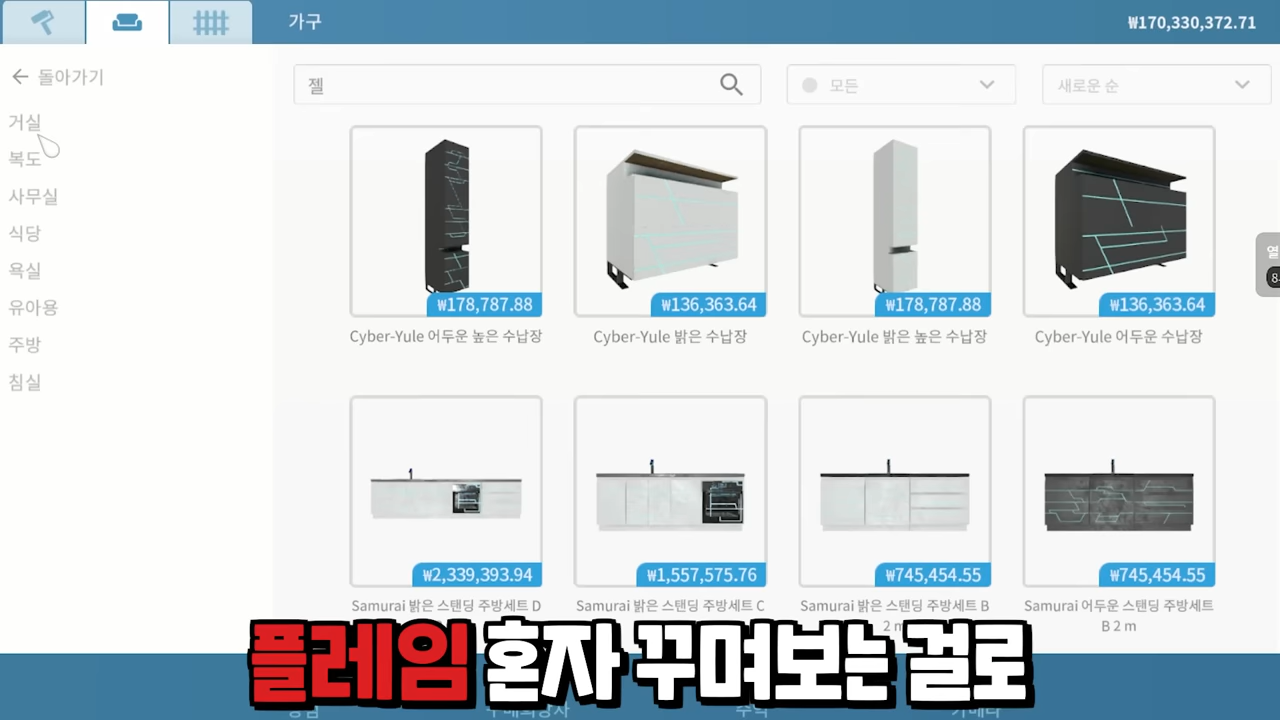 가구
₩170,330,372.71
돌아가기
젤
모든
새로운 순
거실
복도
사무실
식당
욕실
유아용
주방
침실
₩178,787.88
₩136,363.64
₩178,787.88
₩136,363.64
Cyber-Yule 어두운 높은 수납장
Cyber-Yule 밝은 수납장
Cyber-Yule 밝은 높은 수납장
Cyber-Yule 어두운 수납장
₩2,339,393.94
₩1,557,575.76
₩745,454.55
₩745,454.55
Samurai 밝은 스탠딩 주방세트 D
Samurai 밝은 스탠딩 주방세트 C
Samurai 밝은 스탠딩 주방세트 B
2 m
Samurai 어두운 스탠딩 주방세트
B 2 m
플레임 혼자 꾸며보는 걸로